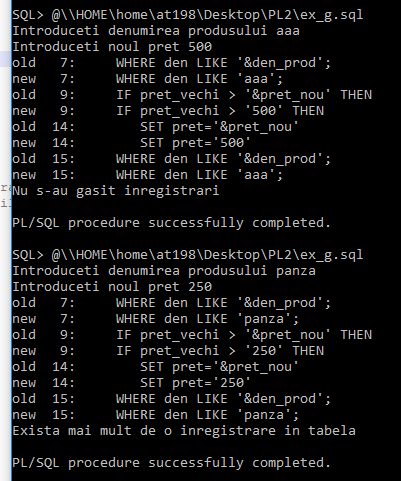 SQL> @\\HOME\home\at198\Desktop\PL2\ex_g.sql
Introduceti denumirea produsului aaa
Introduceti noul pret 500
old   7:     WHERE den LIKE '&den_prod';
new   7:     WHERE den LIKE 'aaa';
old   9:     IF pret_vechi > '&pret_nou' THEN
new   9:     IF pret_vechi > '500' THEN
old  14:        SET pret='&pret_nou'
new  14:        SET pret='500'
old  15:     WHERE den LIKE '&den_prod';
new  15:     WHERE den LIKE 'aaa';
Nu s-au gasit inregistrari
PL/SQL procedure successfully completed.
SQL> @\\HOME\home\at198\Desktop\PL2\ex_g.sql
Introduceti denumirea produsului panza
Introduceti noul pret 250
old   7:     WHERE den LIKE '&den_prod';
new   7:     WHERE den LIKE 'panza';
old   9:     IF pret_vechi > '&pret_nou' THEN
new   9:     IF pret_vechi > '250' THEN
old  14:        SET pret='&pret_nou'
new  14:        SET pret='250'
old  15:     WHERE den LIKE '&den_prod';
new  15:     WHERE den LIKE 'panza';
Exista mai mult de o inregistrare in tabela
PL/SQL procedure successfully completed.